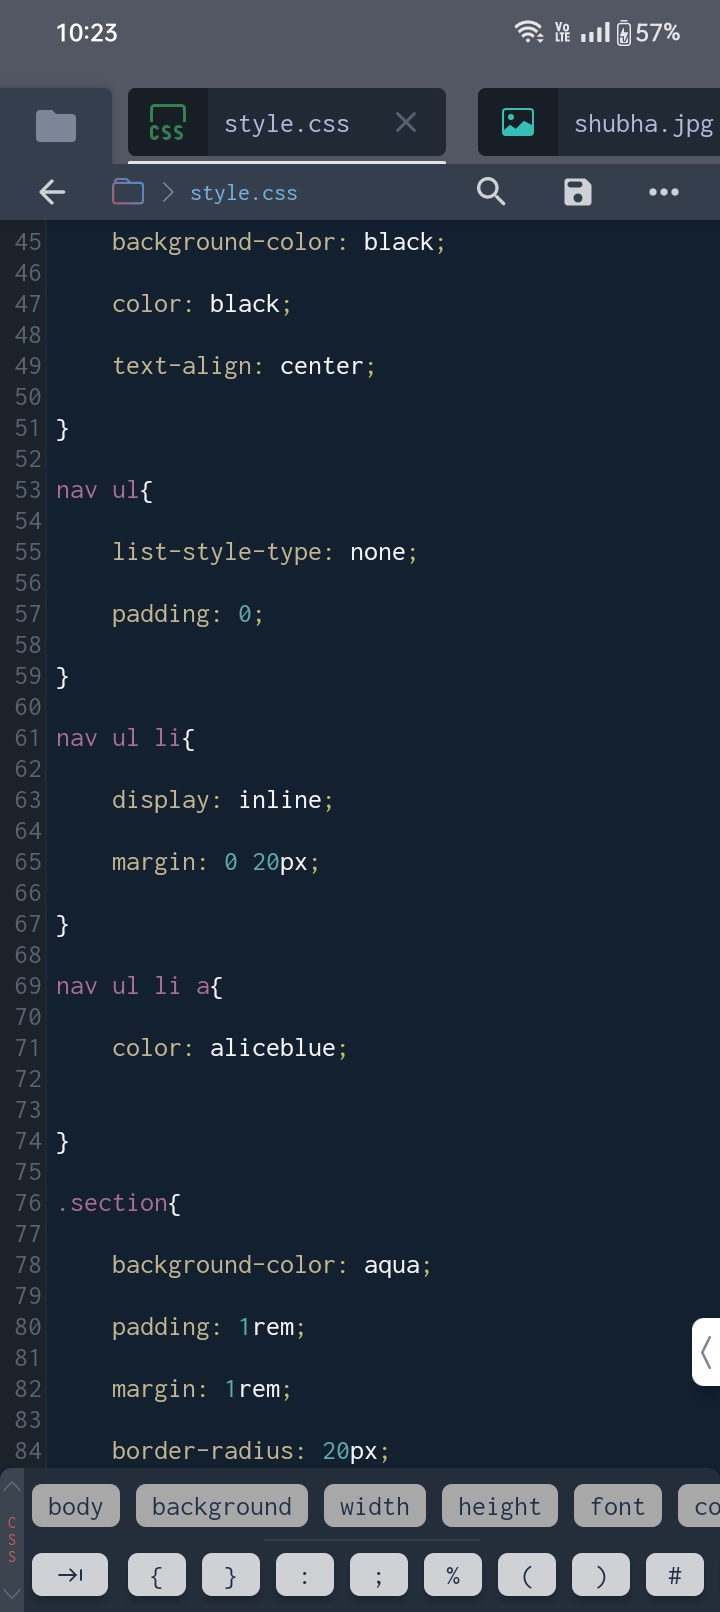 10:23 Vo LTE 57%
CSS style.css shubha.jpg
style.css
45 background-color: black;
46
47 color: black;
48
49 text-align: center;
50
51 }
52
53 nav ul{
54
55 list-style-type: none;
56
57 padding: 0;
58
59 }
60
61 nav ul li{
62
63 display: inline;
64
65 margin: 0 20px;
66
67 }
68
69 nav ul li a{
70
71 color: aliceblue;
72
73
74 }
75
76 .section{
77
78 background-color: aqua;
79
80 padding: 1rem;
81
82 margin: 1rem;
83
84 border-radius: 20px;
CSS
body background width height font co
{ } : ; % ( ) #